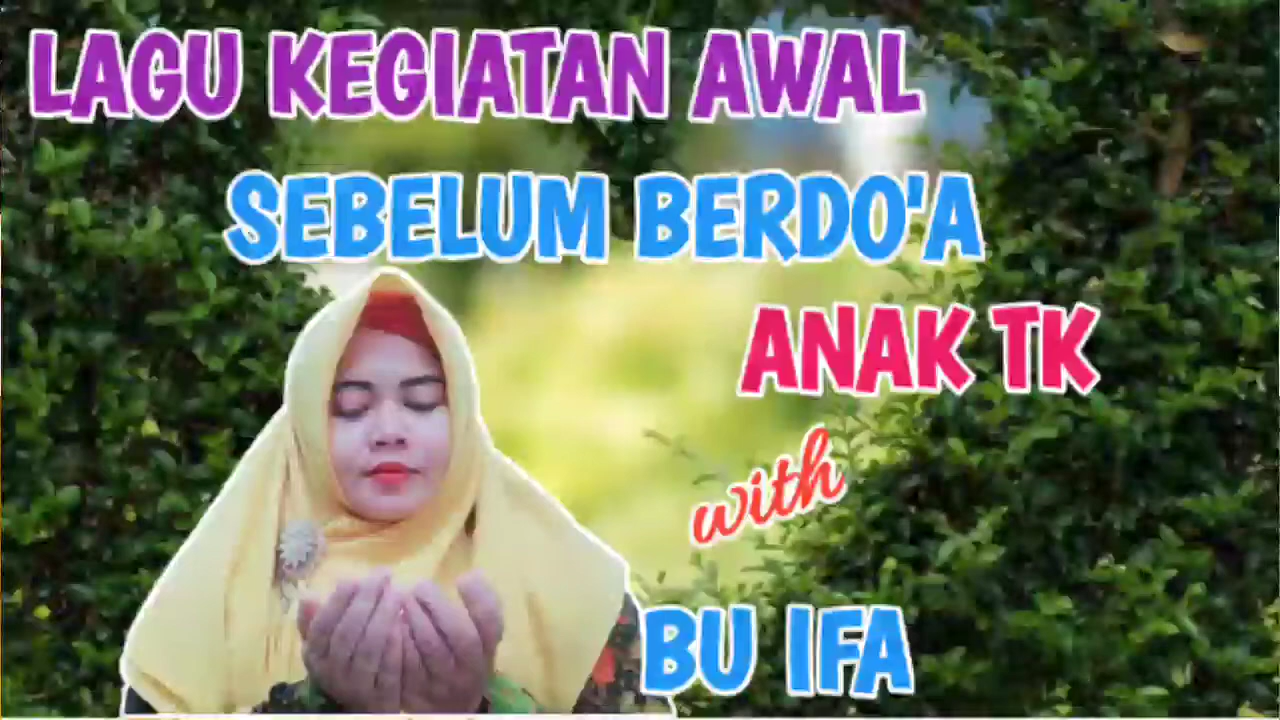 LAGU KEGIATAN AWAL
SEBELUM BERDO'A
ANAK TK
with
BU IFA